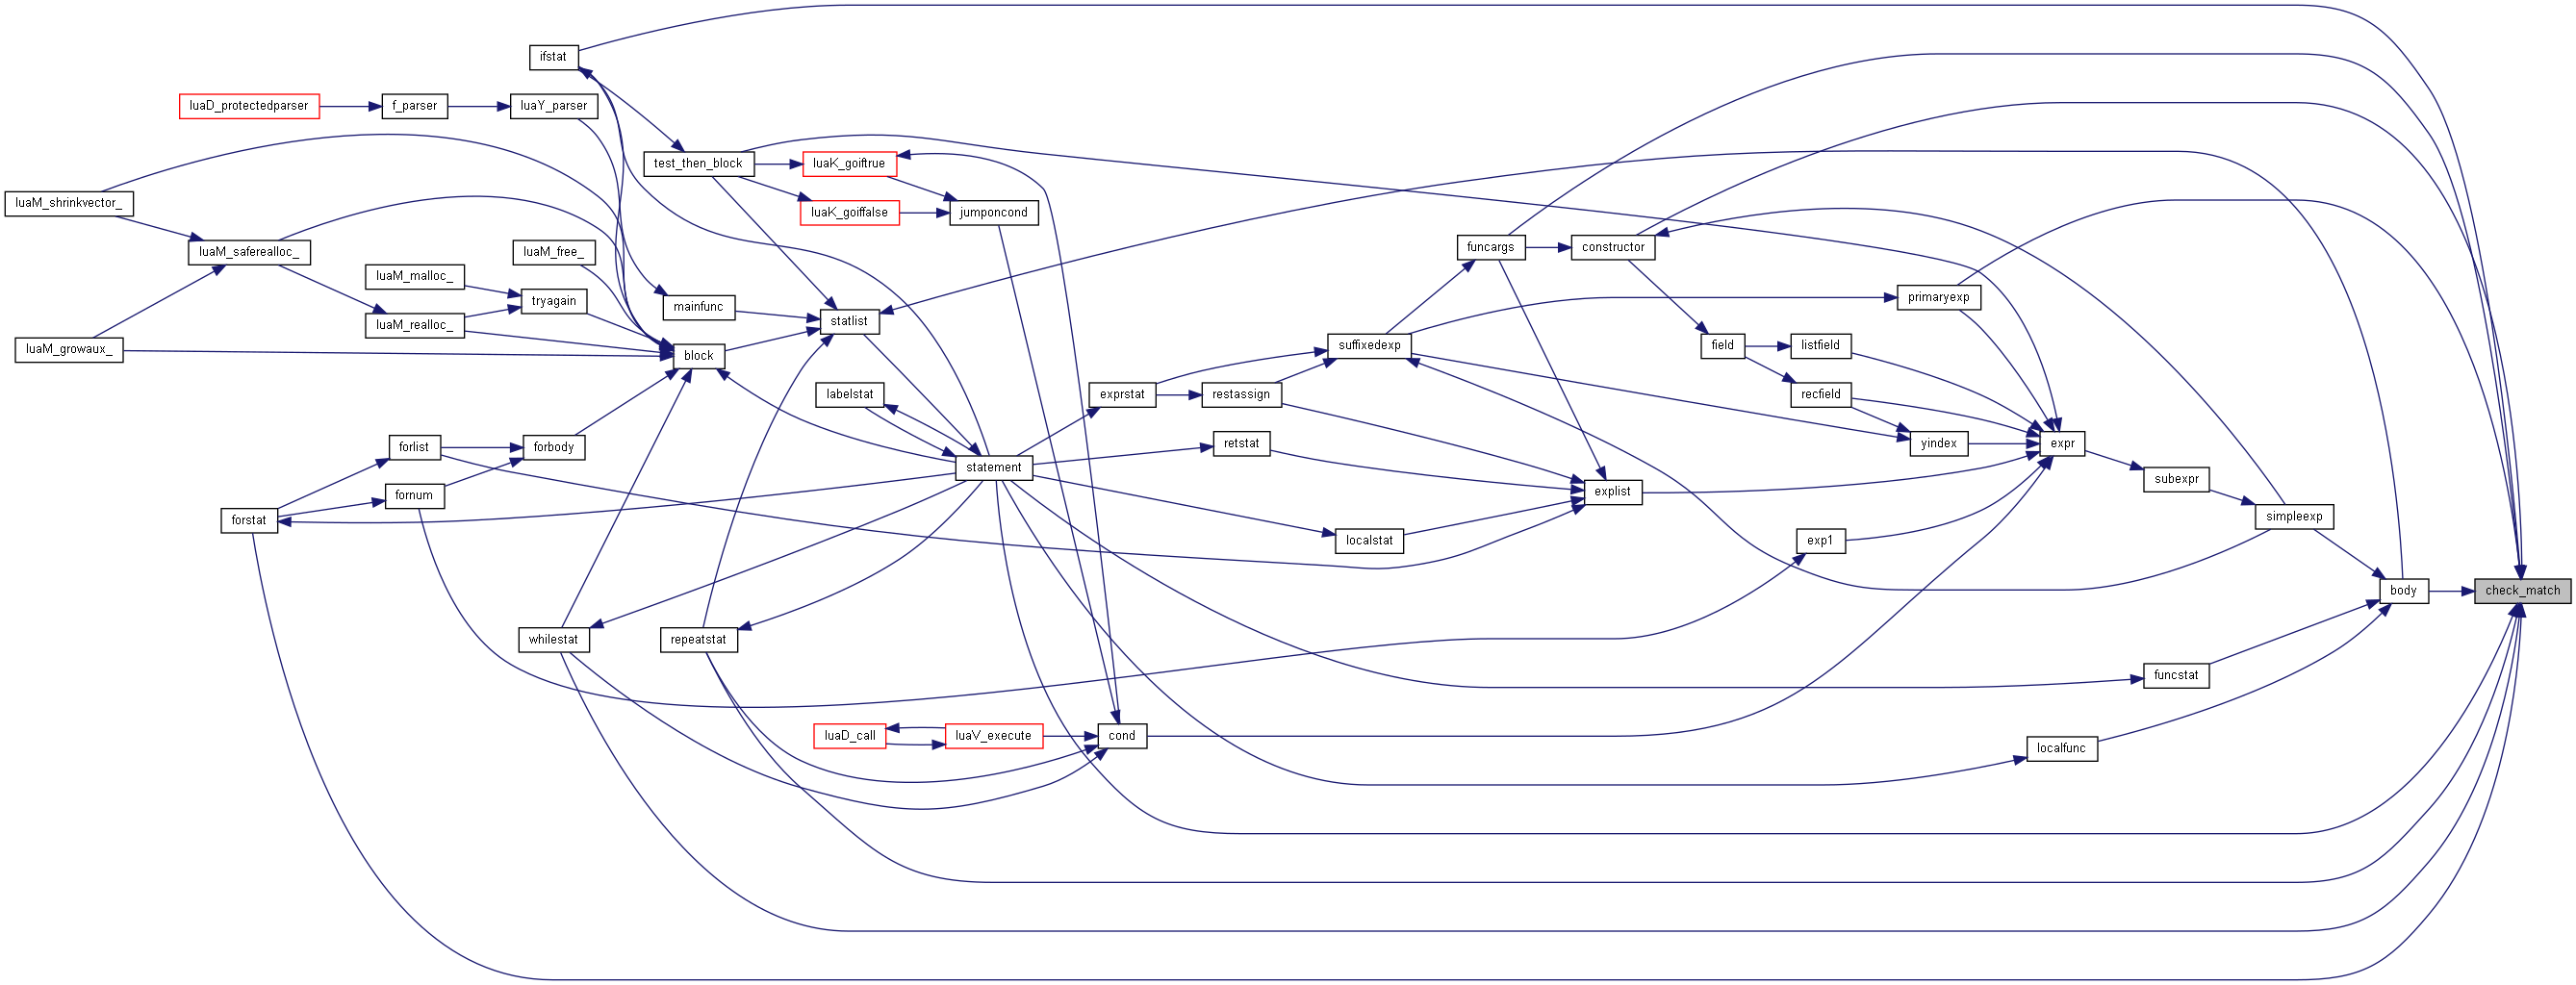 ifstat
luaD_protectedparser
f_parser
luaY_parser
test_then_block
luaK_goiftrue
luaM_shrinkvector_
luaK_goiffalse
jumponcond
luaM_saferealloc_
luaM_free_
funcargs
constructor
luaM_malloc_
tryagain
mainfunc
primaryexp
luaM_realloc_
statlist
luaM_growaux_
block
suffixedexp
field
listfield
labelstat
exprstat
restassign
recfield
forlist
forbody
retstat
yindex
expr
statement
subexpr
fornum
explist
forstat
simpleexp
localstat
exp1
body
check_match
whilestat
repeatstat
funcstat
luaD_call
luaV_execute
cond
localfunc